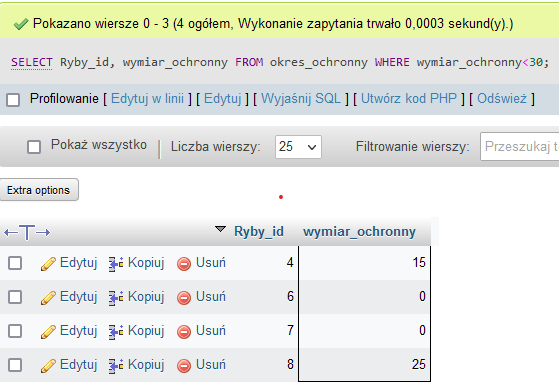 Pokazano wiersze 0 - 3 (4 ogółem, Wykonanie zapytania trwało 0,0003 sekund(y).)
SELECT Ryby_id, wymiar_ochronny FROM okres_ochronny WHERE wymiar_ochronny<30;
Profilowanie [ Edytuj w linii ] [ Edytuj ] [ Wyjaśnij SQL ] [ Utwórz kod PHP ] [ Odśwież ]
Pokaż wszystko | Liczba wierszy: 25 Filtrowanie wierszy: Przeszukaj t
Extra options
←T→ Ryby_id wymiar_ochronny
Edytuj Kopiuj Usuń 4 15
Edytuj Kopiuj Usuń 6 0
Edytuj Kopiuj Usuń 7 0
Edytuj Kopiuj Usuń 8 25